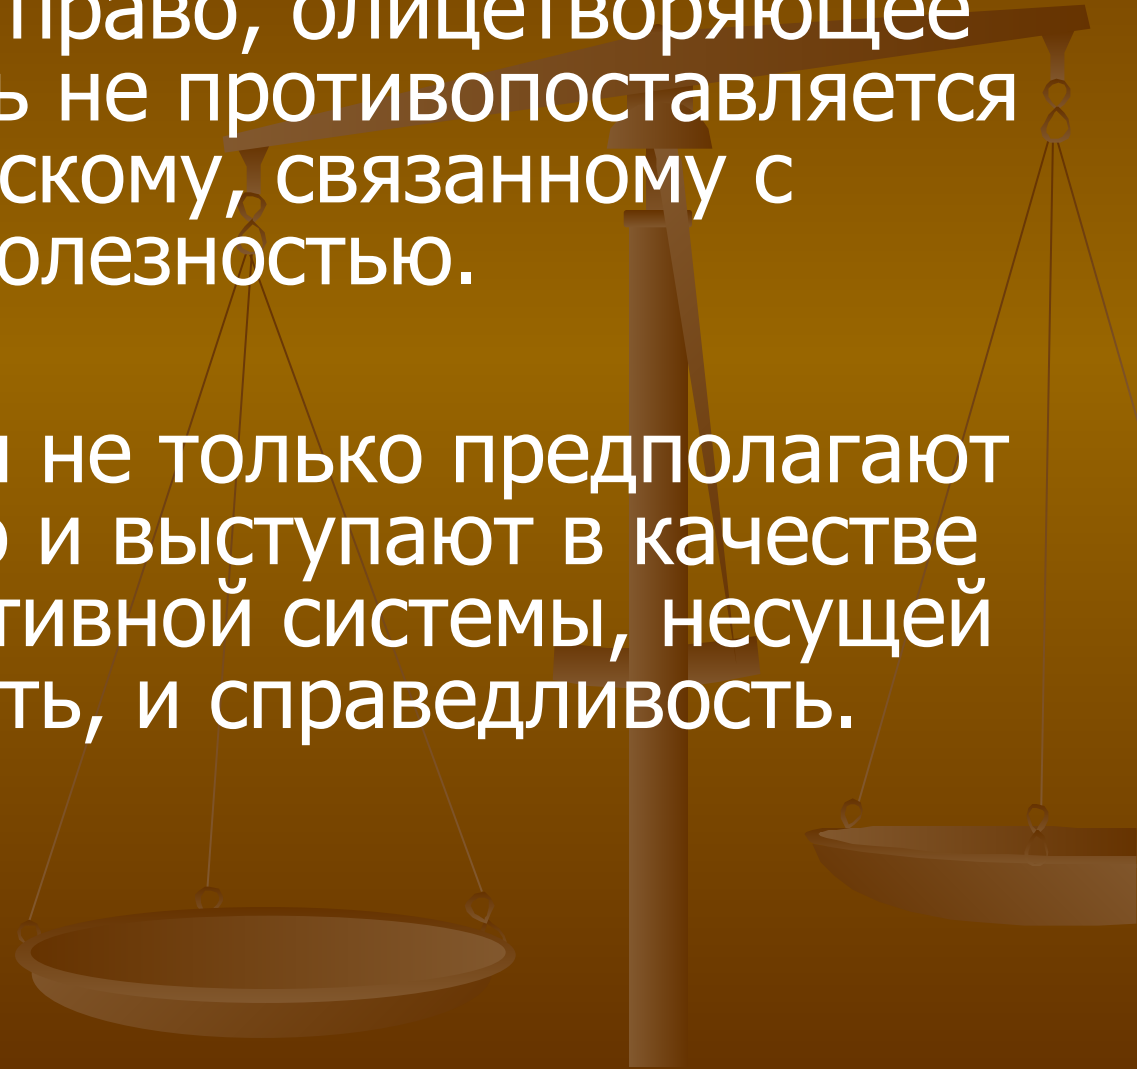 право, олицетворяющее
ь не противопоставляется
скому, связанному с
олезностью.
и не только предполагают
о и выступают в качестве
тивной системы, несущей
ть, и справедливость.